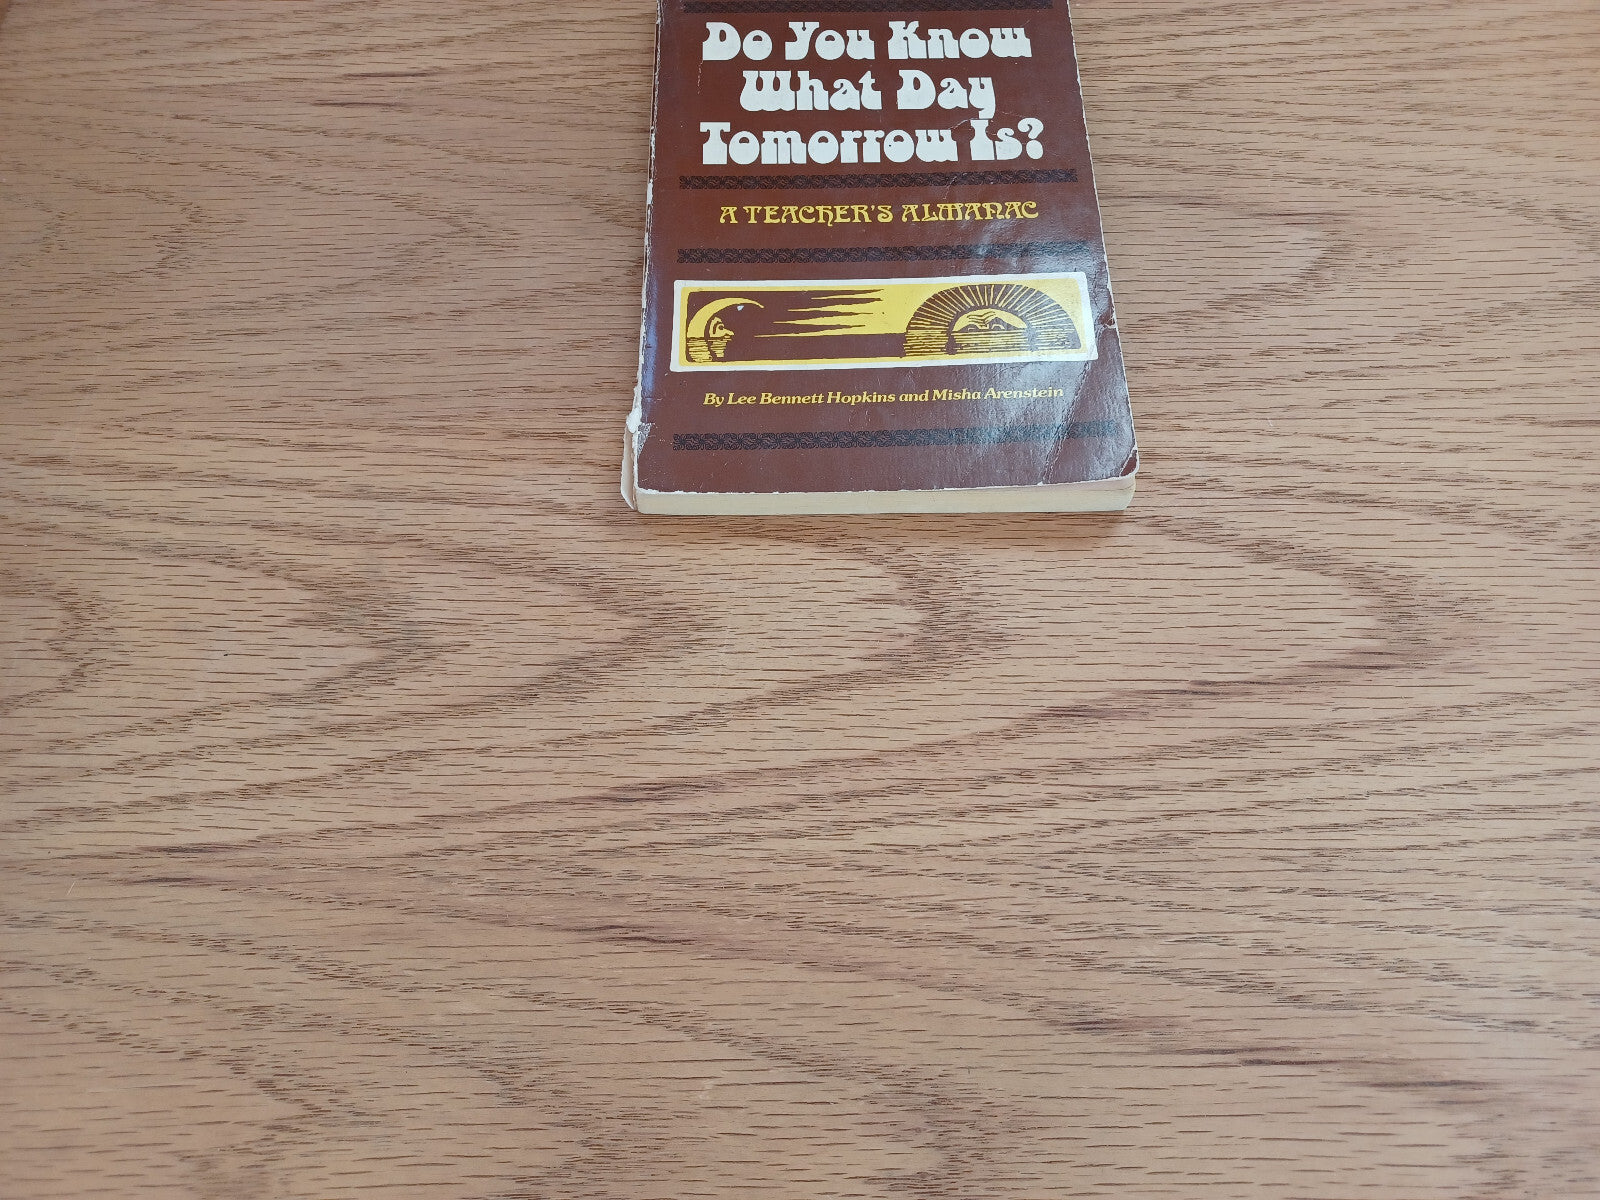 Do You Know
What Day
Tomorrow Is?
A TEACHER'S ALMANAC
By Lee Bennett Hopkins and Misha Arenstein